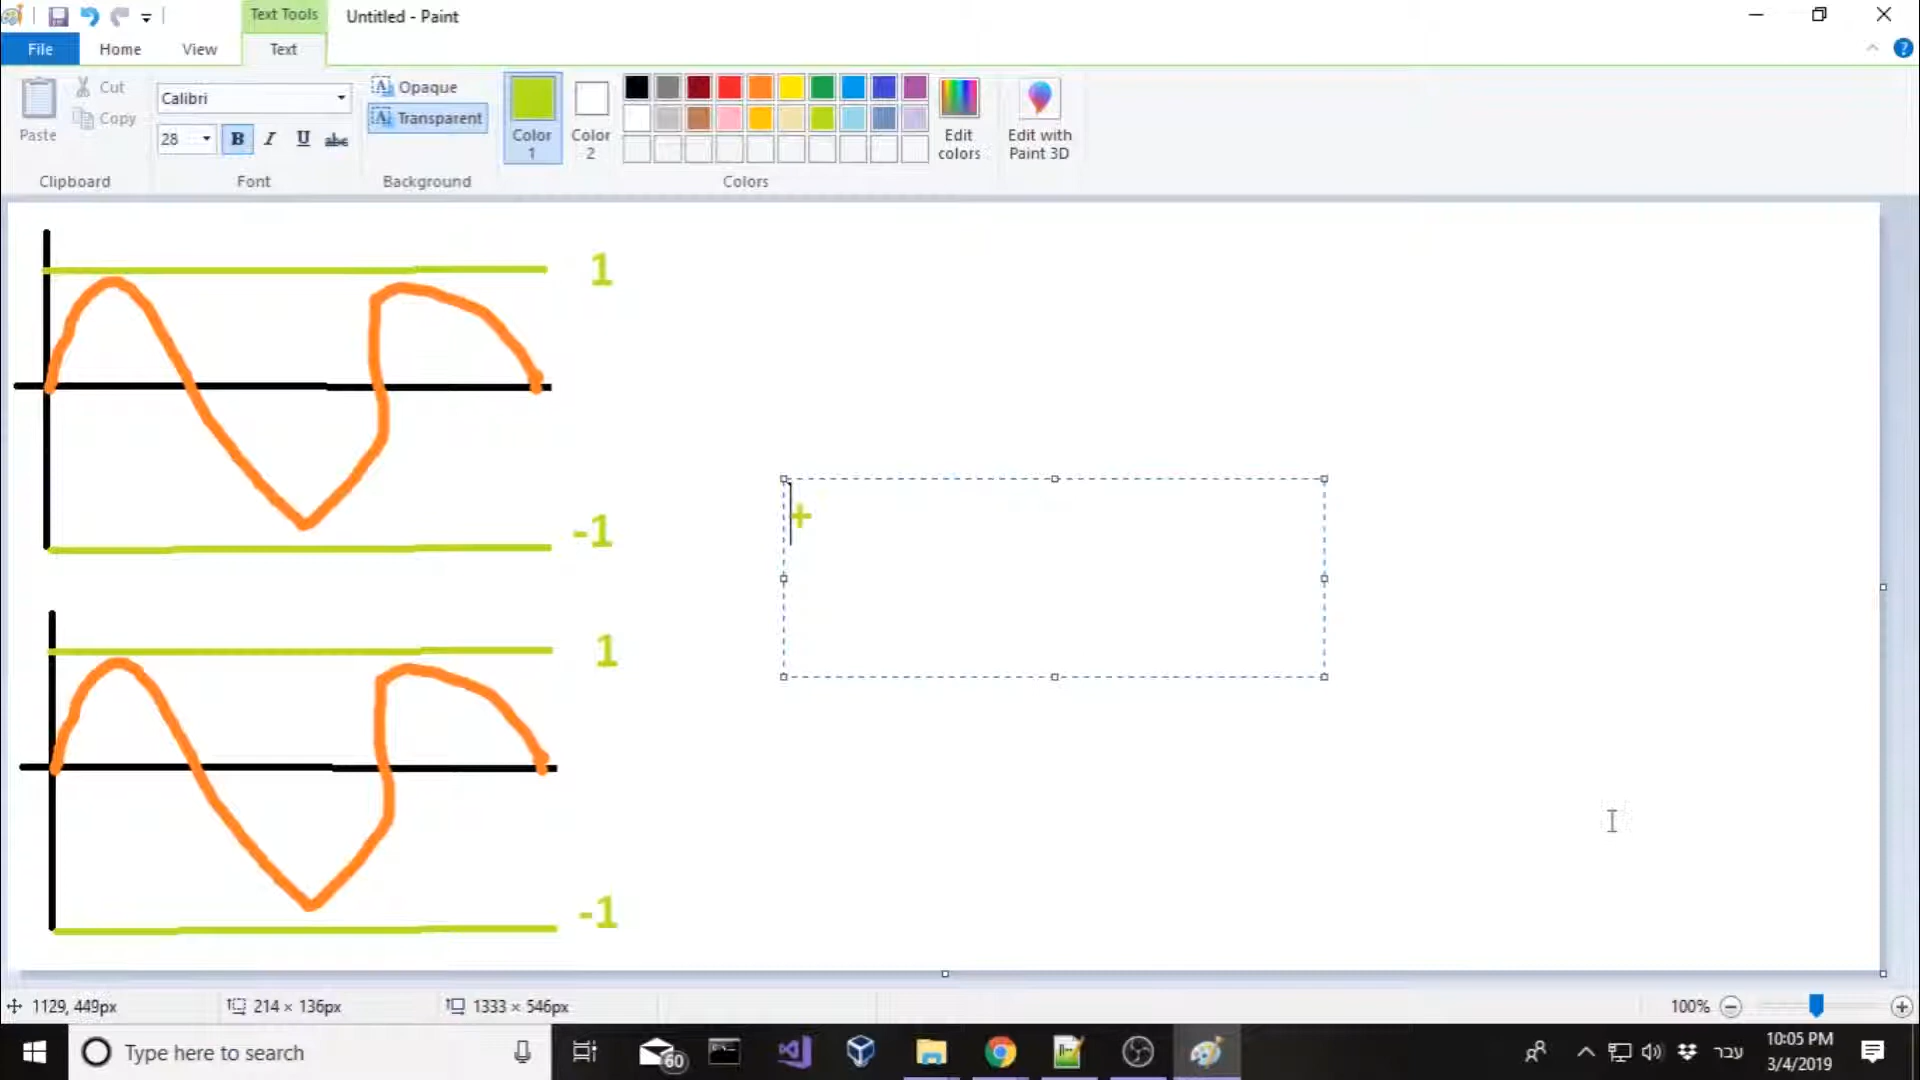 Text Tools
Untitled - Paint
File
Home
View
Text
Paste
Cut
Copy
Clipboard
Calibri
28
B
I
U
abc
Font
A Opaque
A Transparent
Background
Color 1
Color 2
Edit colors
Edit with Paint 3D
Colors
?
1
-1
+
1
-1
1129, 449px
214 × 136px
1333 × 546px
100%
Type here to search
60
עבר
10:05 PM
3/4/2019